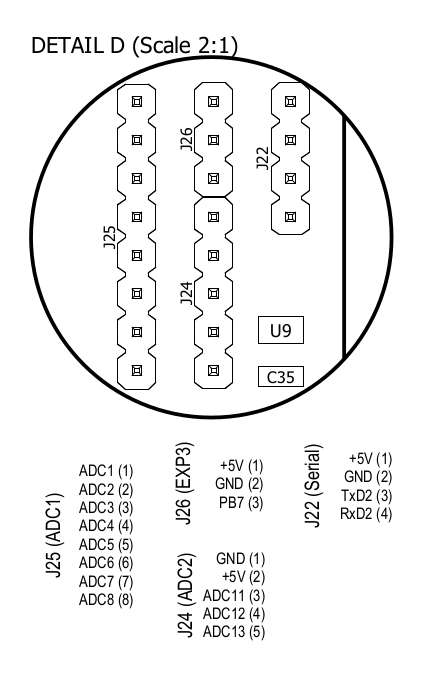 DETAIL D (Scale 2:1)
J26
J22
J25
J24
U9
C35
J25 (ADC1)
ADC1 (1)
ADC2 (2)
ADC3 (3)
ADC4 (4)
ADC5 (5)
ADC6 (6)
ADC7 (7)
ADC8 (8)
J26 (EXP3)
+5V (1)
GND (2)
PB7 (3)
J24 (ADC2)
GND (1)
+5V (2)
ADC11 (3)
ADC12 (4)
ADC13 (5)
J22 (Serial)
+5V (1)
GND (2)
TxD2 (3)
RxD2 (4)